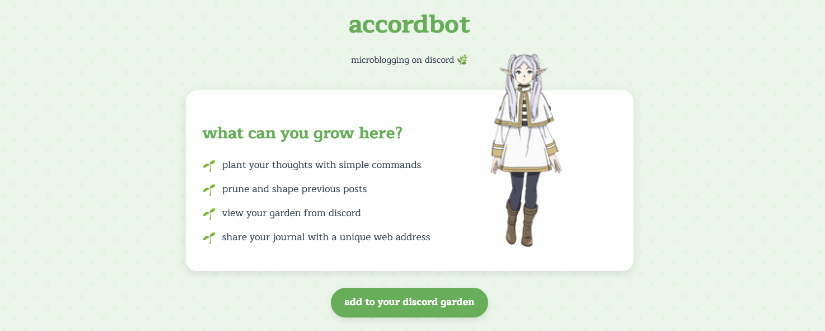 accordbot
microblogging on discord 🌿
what can you grow here?
plant your thoughts with simple commands
prune and shape previous posts
view your garden from discord
share your journal with a unique web address
add to your discord garden